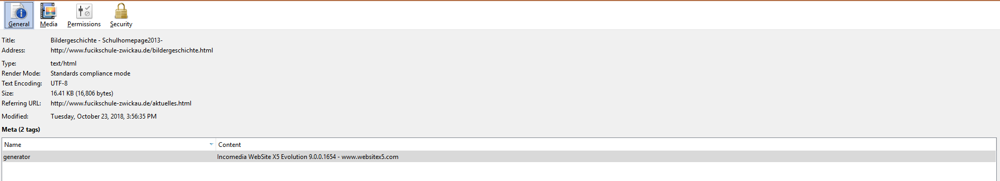 General Media Permissions Security
Title: Bildergeschichte - Schulhomepage2013-
Address: http://www.fucikschule-zwickau.de/bildergeschichte.html
Type: text/html
Render Mode: Standards compliance mode
Text Encoding: UTF-8
Size: 16.41 KB (16,806 bytes)
Referring URL: http://www.fucikschule-zwickau.de/aktuelles.html
Modified: Tuesday, October 23, 2018, 3:56:35 PM
Meta (2 tags)
Name Content
generator Incomedia WebSite X5 Evolution 9.0.0.1654 - www.websitex5.com